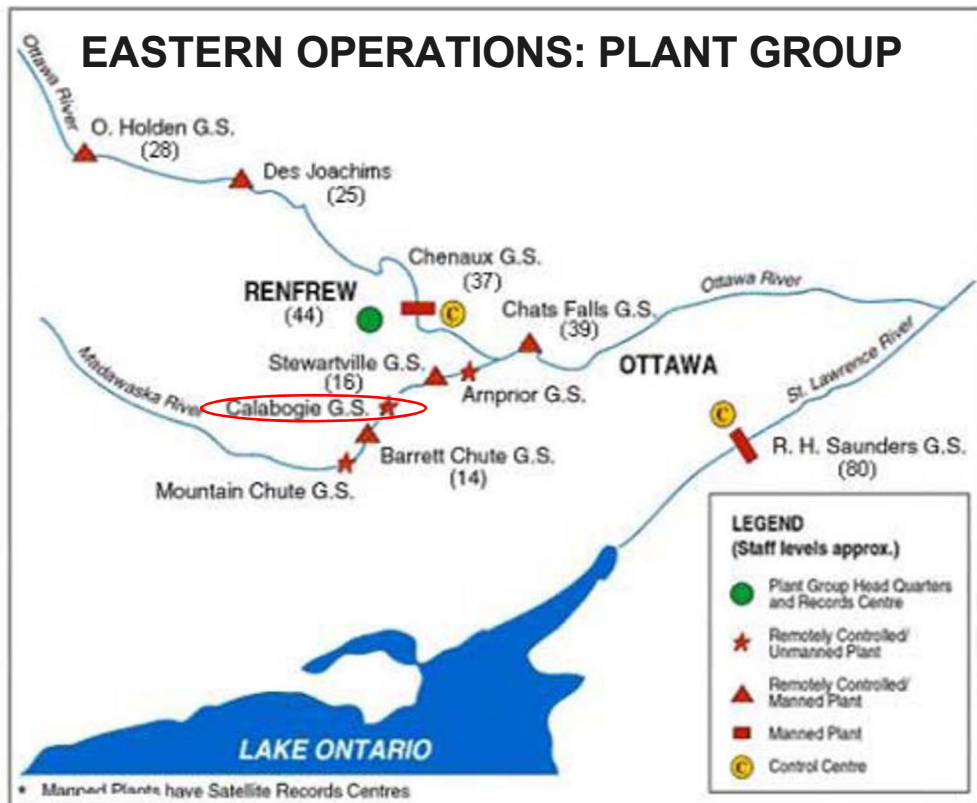 EASTERN OPERATIONS: PLANT GROUP
Ottawa River
O. Holden G.S.
(28)
Des Joachims
(25)
Chenaux G.S.
(37)
RENFREW
(44)
C
Chats Falls G.S.
(39)
Ottawa River
Stewartville G.S.
(16)
OTTAWA
St. Lawrence River
Madawaska River
Calabogie G.S.
Arnprior G.S.
C
Barrett Chute G.S.
(14)
R. H. Saunders G.S.
(80)
Mountain Chute G.S.
LEGEND
(Staff levels approx.)
Plant Group Head Quarters
and Records Centre
Remotely Controlled/
Unmanned Plant
Remotely Controlled/
Manned Plant
Manned Plant
C
Control Centre
LAKE ONTARIO
* Manned Plants have Satellite Records Centres